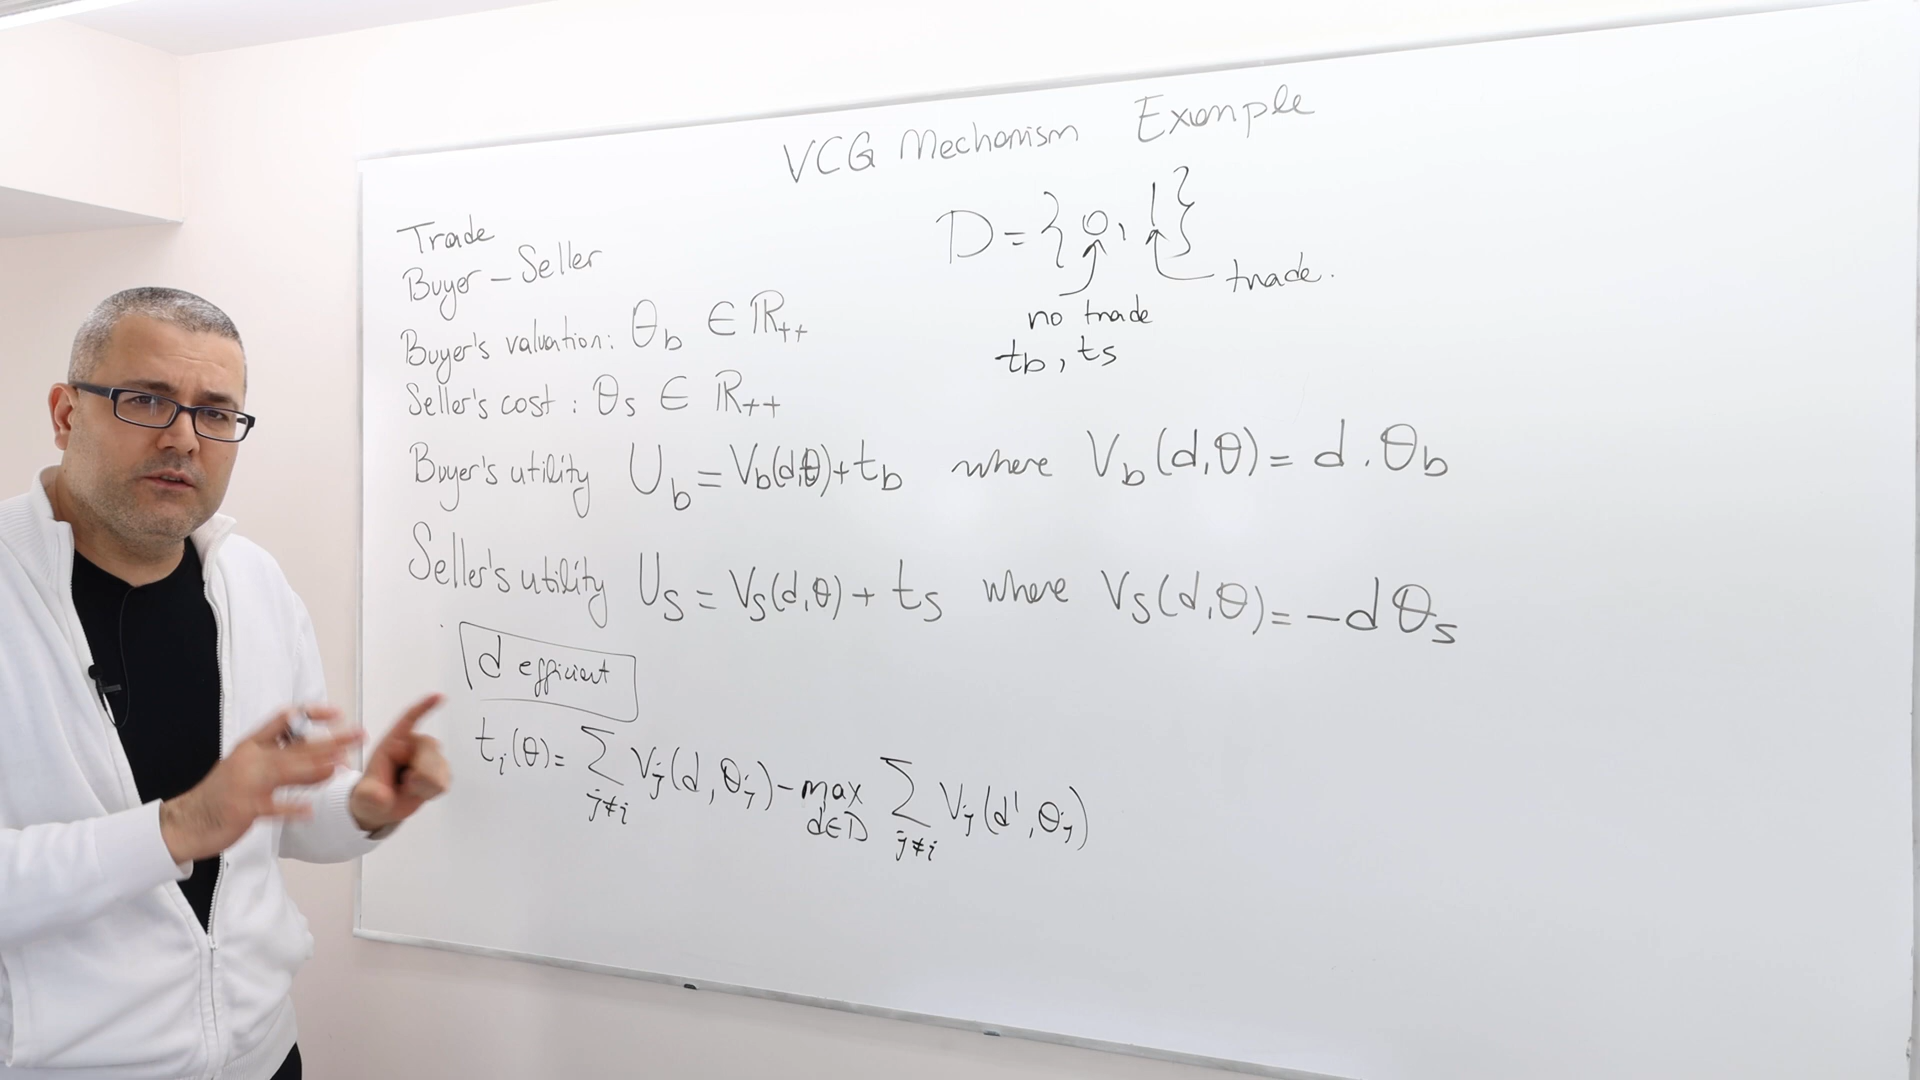 VCG Mechanism Example
Trade
Buyer - Seller
Buyer's valuation: θb ∈ ℝ++
Seller's cost: θs ∈ ℝ++
D = {0, 1}
no trade
trade.
tb, ts
Buyer's utility Ub = Vb(d,θ) + tb where Vb(d,θ) = d . θb
Seller's utility Us = Vs(d,θ) + ts where Vs(d,θ) = -dθs
d efficient
ti(θ) = ∑j≠i Vj(d, θj) - max d∈D ∑j≠i Vj(d', θj)